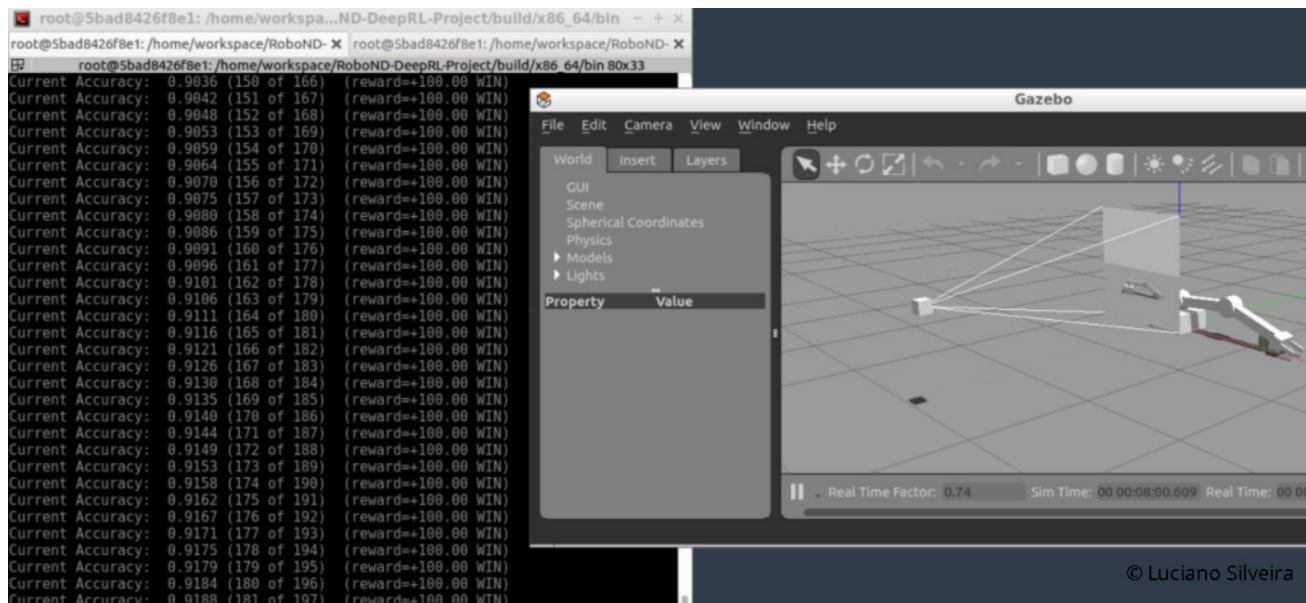 root@5bad8426f8e1: /home/workspa...ND-DeepRL-Project/build/x86_64/bin
root@5bad8426f8e1: /home/workspace/RoboND- root@5bad8426f8e1: /home/workspace/RoboND-
root@5bad8426f8e1: /home/workspace/RoboND-DeepRL-Project/build/x86_64/bin 80x33
Current Accuracy: 0.9036 (150 of 166) (reward=+100.00 WIN)
Current Accuracy: 0.9042 (151 of 167) (reward=+100.00 WIN)
Current Accuracy: 0.9048 (152 of 168) (reward=+100.00 WIN)
Current Accuracy: 0.9053 (153 of 169) (reward=+100.00 WIN)
Current Accuracy: 0.9059 (154 of 170) (reward=+100.00 WIN)
Current Accuracy: 0.9064 (155 of 171) (reward=+100.00 WIN)
Current Accuracy: 0.9070 (156 of 172) (reward=+100.00 WIN)
Current Accuracy: 0.9075 (157 of 173) (reward=+100.00 WIN)
Current Accuracy: 0.9080 (158 of 174) (reward=+100.00 WIN)
Current Accuracy: 0.9086 (159 of 175) (reward=+100.00 WIN)
Current Accuracy: 0.9091 (160 of 176) (reward=+100.00 WIN)
Current Accuracy: 0.9096 (161 of 177) (reward=+100.00 WIN)
Current Accuracy: 0.9101 (162 of 178) (reward=+100.00 WIN)
Current Accuracy: 0.9106 (163 of 179) (reward=+100.00 WIN)
Current Accuracy: 0.9111 (164 of 180) (reward=+100.00 WIN)
Current Accuracy: 0.9116 (165 of 181) (reward=+100.00 WIN)
Current Accuracy: 0.9121 (166 of 182) (reward=+100.00 WIN)
Current Accuracy: 0.9126 (167 of 183) (reward=+100.00 WIN)
Current Accuracy: 0.9130 (168 of 184) (reward=+100.00 WIN)
Current Accuracy: 0.9135 (169 of 185) (reward=+100.00 WIN)
Current Accuracy: 0.9140 (170 of 186) (reward=+100.00 WIN)
Current Accuracy: 0.9144 (171 of 187) (reward=+100.00 WIN)
Current Accuracy: 0.9149 (172 of 188) (reward=+100.00 WIN)
Current Accuracy: 0.9153 (173 of 189) (reward=+100.00 WIN)
Current Accuracy: 0.9158 (174 of 190) (reward=+100.00 WIN)
Current Accuracy: 0.9162 (175 of 191) (reward=+100.00 WIN)
Current Accuracy: 0.9167 (176 of 192) (reward=+100.00 WIN)
Current Accuracy: 0.9171 (177 of 193) (reward=+100.00 WIN)
Current Accuracy: 0.9175 (178 of 194) (reward=+100.00 WIN)
Current Accuracy: 0.9179 (179 of 195) (reward=+100.00 WIN)
Current Accuracy: 0.9184 (180 of 196) (reward=+100.00 WIN)
Current Accuracy: 0.9188 (181 of 197) (reward=+100.00 WIN)
Gazebo
File Edit Camera View Window Help
World Insert Layers
GUI
Scene
Spherical Coordinates
Physics
Models
Lights
Property Value
Real Time Factor: 0.74 Sim Time: 00 00:08:00.609 Real Time: 00 0
© Luciano Silveira